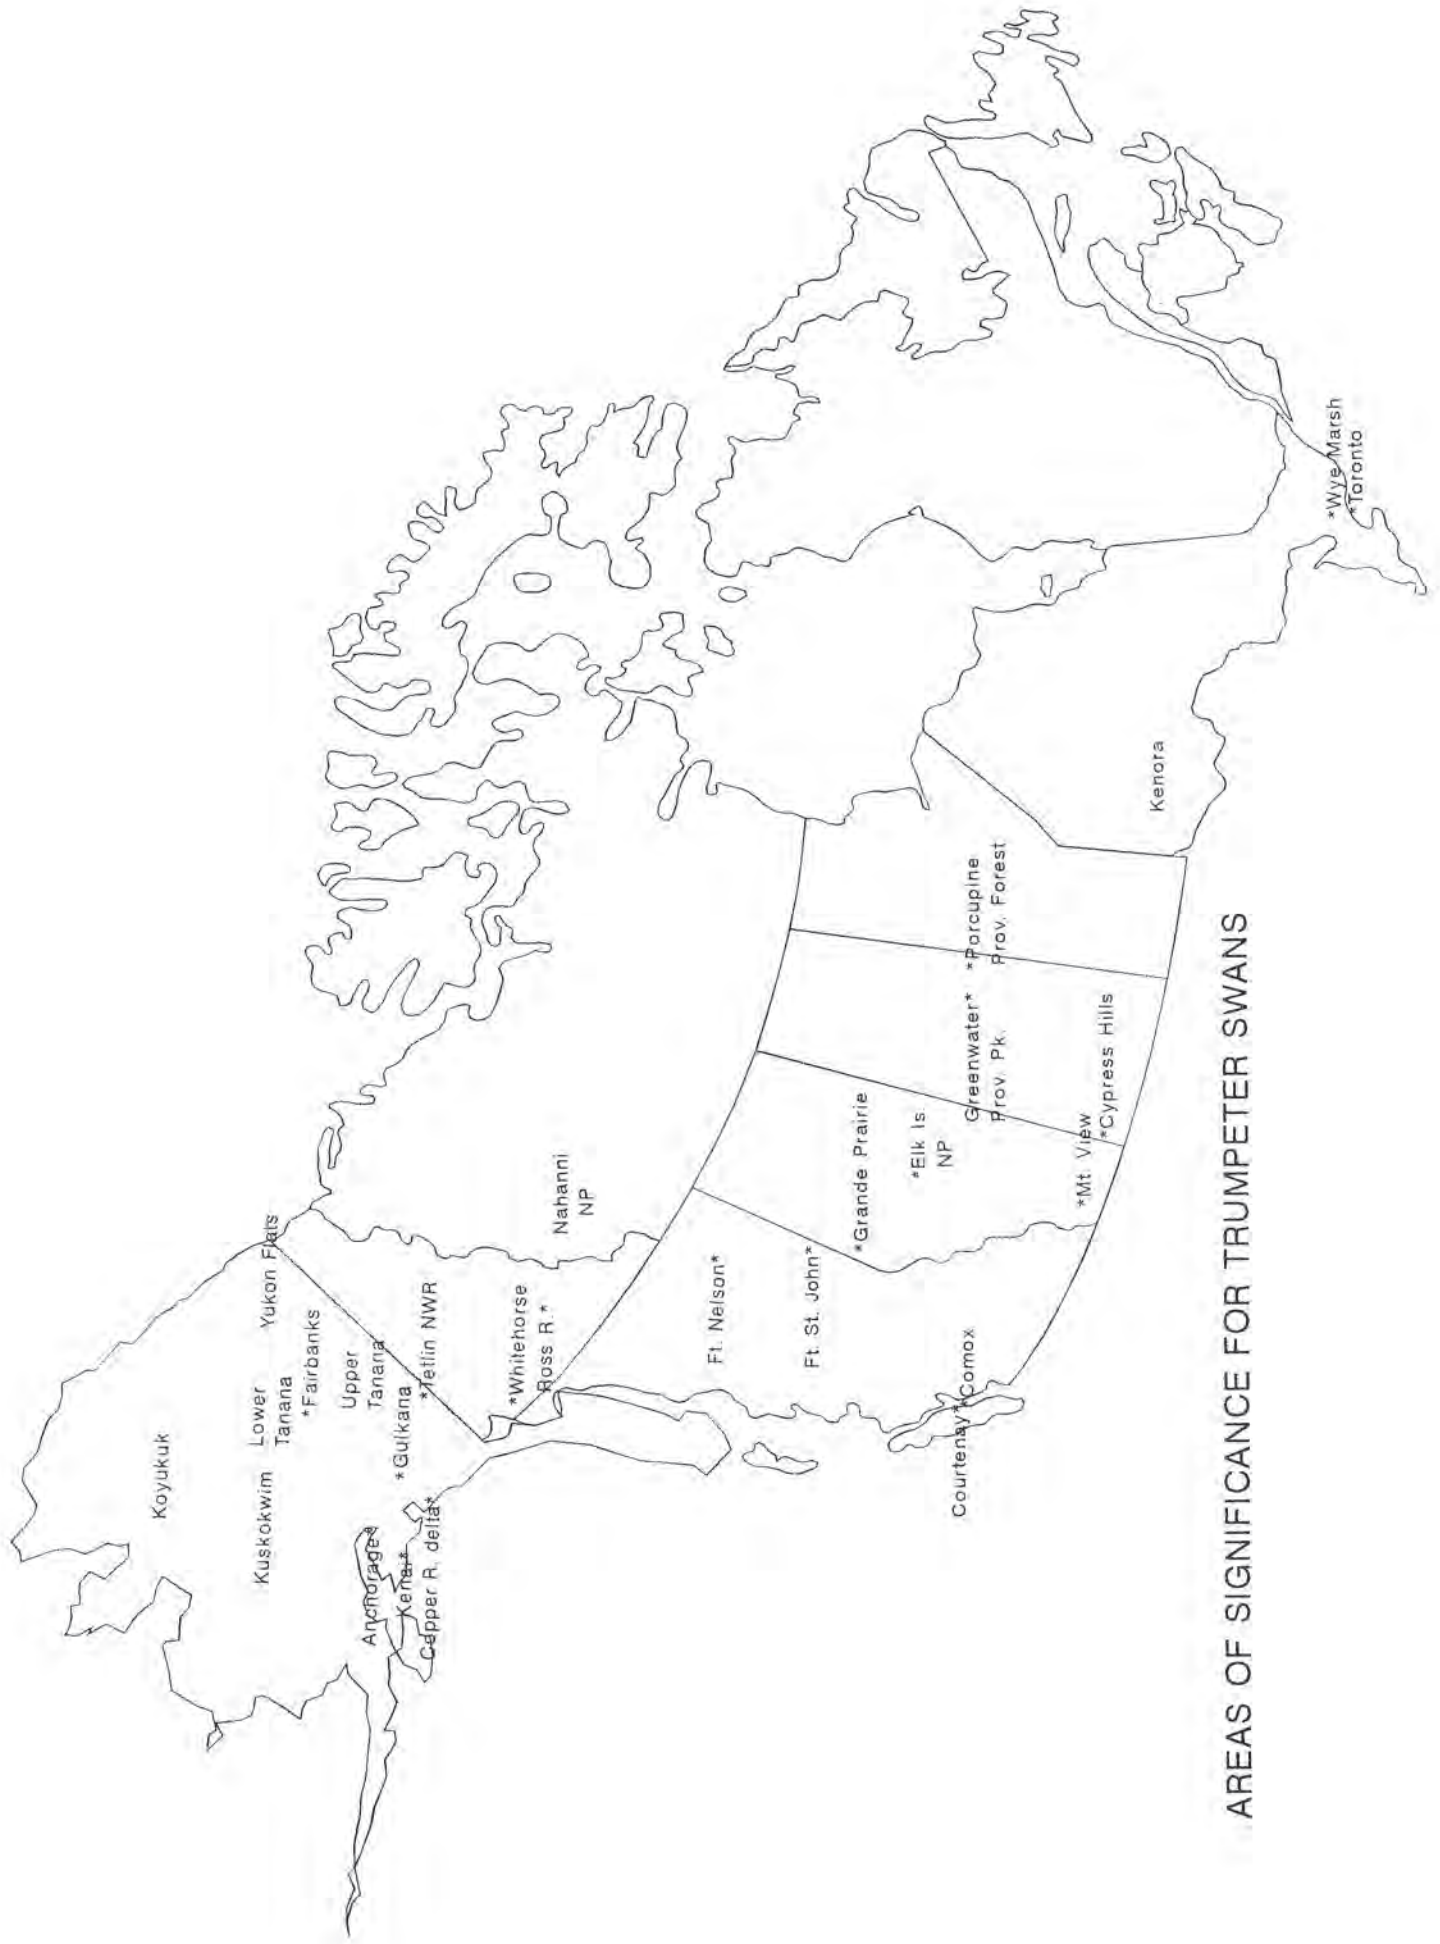 Koyukuk
Kuskokwim
Lower
Tanana
Yukon Flats
*Fairbanks
Upper
Tanana
Anchorage*
*Gulkana
Kenai*
*Tetlin NWR
Copper R. delta*
*Whitehorse
Ross R.*
Nahanni
NP
Ft. Nelson*
Ft. St. John*
*Grande Prairie
*Elk Is.
NP
Courtenay*
*Comox
Greenwater*
Prov. Pk.
*Porcupine
Prov. Forest
*Mt. View
*Cypress Hills
Kenora
*Wye Marsh
*Toronto
AREAS OF SIGNIFICANCE FOR TRUMPETER SWANS